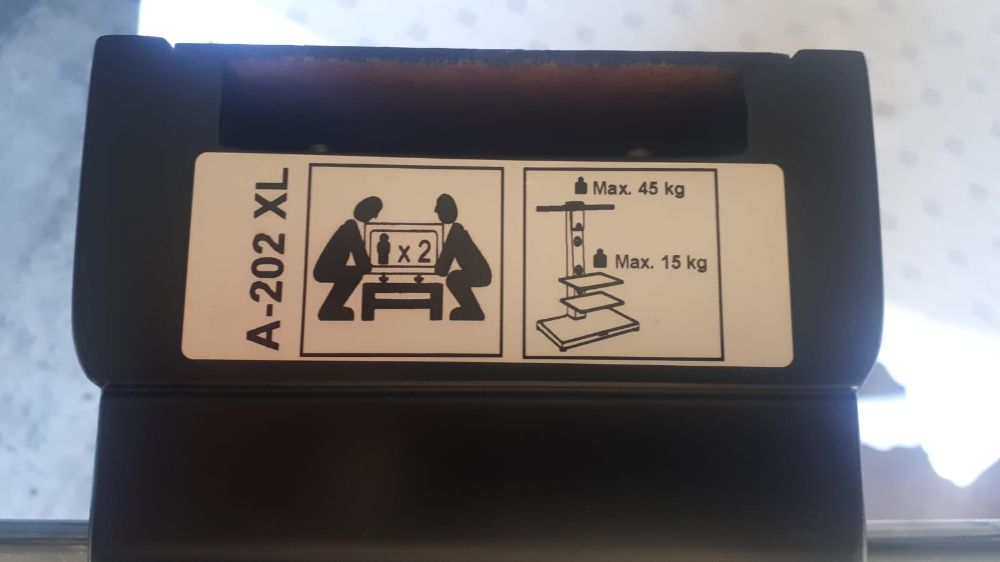 A-202 XL
x 2
Max. 45 kg
Max. 15 kg